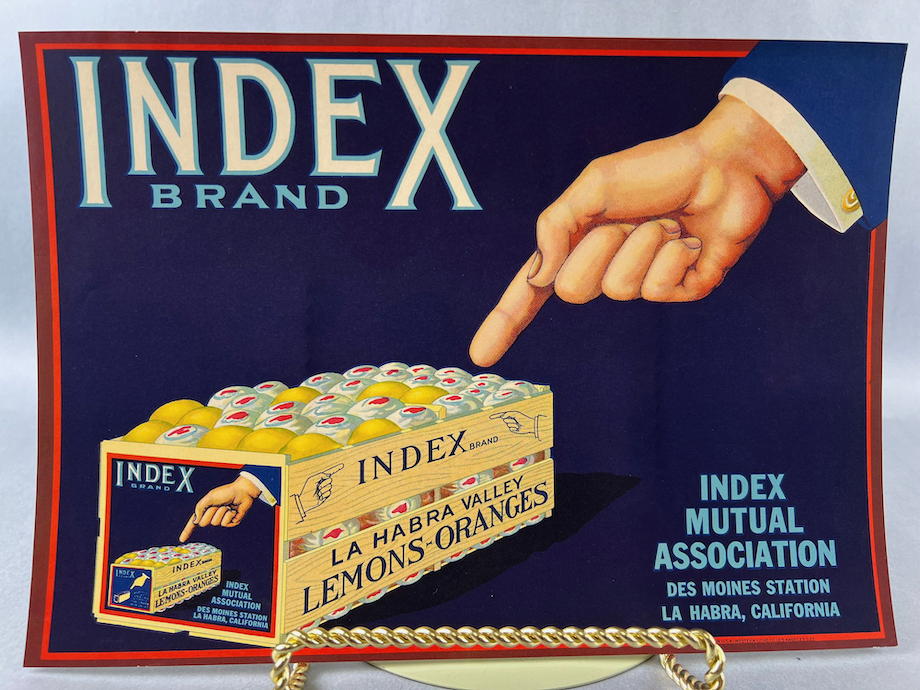 INDEX
BRAND
INDEX BRAND
LA HABRA VALLEY
LEMONS-ORANGES
INDEX
BRAND
INDEX
LA HABRA VALLEY
LEMONS-ORANGES
INDEX
INDEX
MUTUAL
ASSOCIATION
DES MOINES STATION
LA HABRA, CALIFORNIA
INDEX
MUTUAL
ASSOCIATION
DES MOINES STATION
LA HABRA, CALIFORNIA